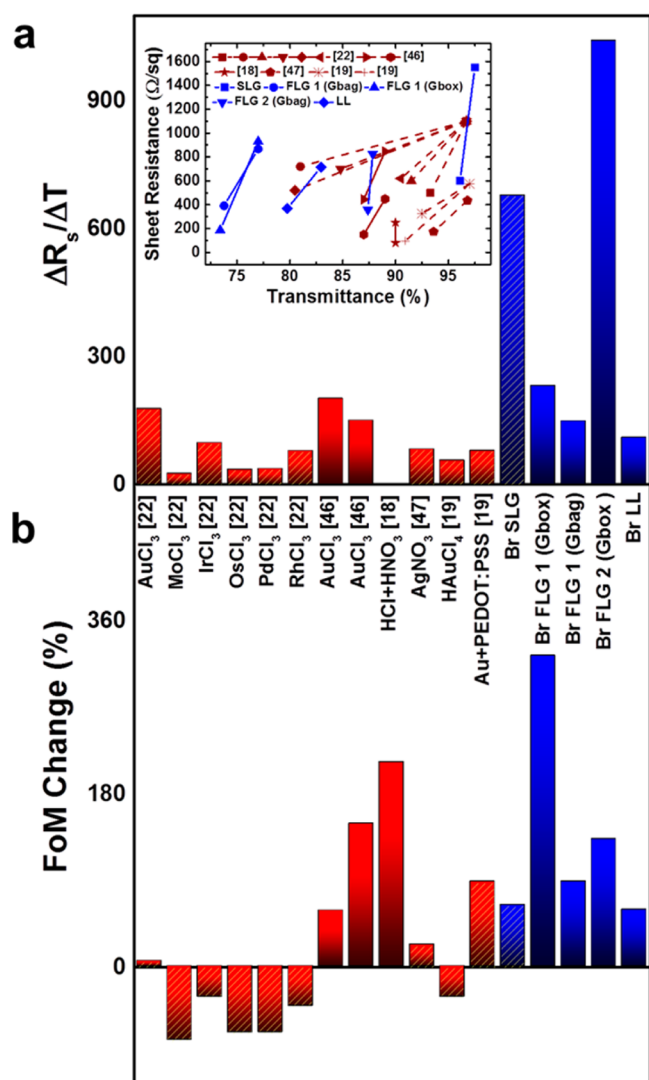 a
ΔRs/ΔT
900
600
300
0
Sheet Resistance (Ω/sq)
1600
1400
1200
1000
800
600
400
200
0
[22] [46]
[18] [47] [19] [19]
SLG FLG 1 (Gbag) FLG 1 (Gbox)
FLG 2 (Gbag) LL
75 80 85 90 95
Transmittance (%)
AuCl3 [22]
MoCl3 [22]
IrCl3 [22]
OsCl3 [22]
PdCl3 [22]
RhCl3 [22]
AuCl3 [46]
AuCl3 [46]
HCl+HNO3 [18]
AgNO3 [47]
HAuCl4 [19]
Au+PEDOT:PSS [19]
Br SLG
Br FLG 1 (Gbox)
Br FLG 1 (Gbag)
Br FLG 2 (Gbox )
Br LL
b
FoM Change (%)
360
180
0